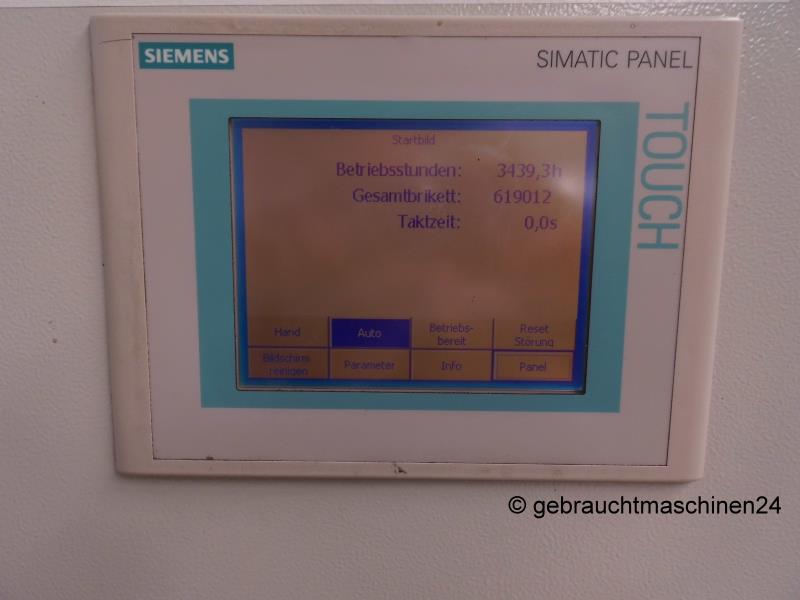 SIEMENS
SIMATIC PANEL
TOUCH
Startbild
Betriebsstunden: 3439,3h
Gesamtbrikett: 619012
Taktzeit: 0,0s
Hand Auto Betriebs- Reset
bereit Störung
Bildschirm Parameter Info Panel
reinigen
© gebrauchtmaschinen24